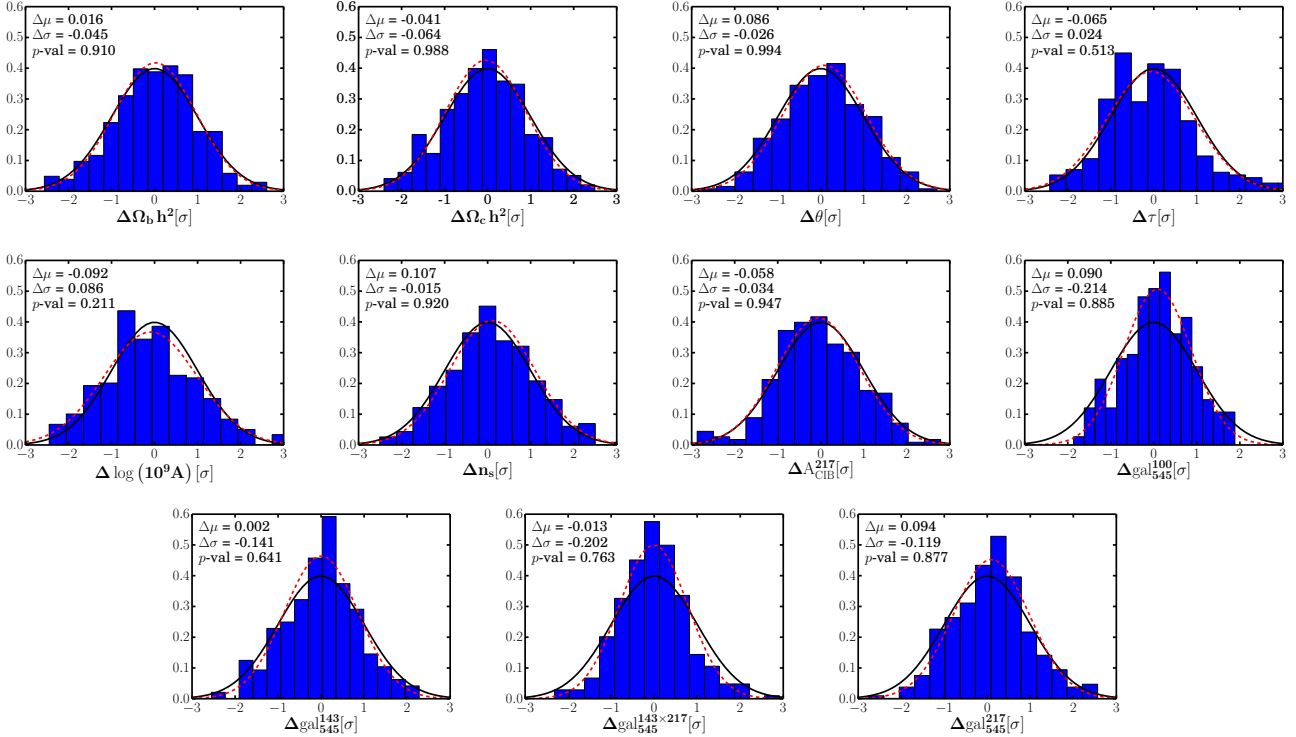 Δμ = 0.016
Δσ = -0.045
p-val = 0.910
0.6
0.5
0.4
0.3
0.2
0.1
0.0
−3 −2 −1 0 1 2 3
ΔΩ_b h²[σ]
Δμ = -0.041
Δσ = -0.064
p-val = 0.988
0.6
0.5
0.4
0.3
0.2
0.1
0.0
-3 -2 −1 0 1 2 3
ΔΩ_c h²[σ]
Δμ = 0.086
Δσ = -0.026
p-val = 0.994
0.6
0.5
0.4
0.3
0.2
0.1
0.0
−3 −2 −1 0 1 2 3
Δθ[σ]
Δμ = -0.065
Δσ = 0.024
p-val = 0.513
0.6
0.5
0.4
0.3
0.2
0.1
0.0
−3 −2 −1 0 1 2 3
Δτ[σ]
Δμ = -0.092
Δσ = 0.086
p-val = 0.211
0.6
0.5
0.4
0.3
0.2
0.1
0.0
−3 −2 −1 0 1 2 3
Δ log (10⁹A) [σ]
Δμ = 0.107
Δσ = -0.015
p-val = 0.920
0.6
0.5
0.4
0.3
0.2
0.1
0.0
−3 −2 −1 0 1 2 3
Δn_s[σ]
Δμ = -0.058
Δσ = -0.034
p-val = 0.947
0.6
0.5
0.4
0.3
0.2
0.1
0.0
−3 −2 −1 0 1 2 3
ΔA_CIB^217[σ]
Δμ = 0.090
Δσ = -0.214
p-val = 0.885
0.6
0.5
0.4
0.3
0.2
0.1
0.0
−3 −2 −1 0 1 2 3
Δgal_545^100[σ]
Δμ = 0.002
Δσ = -0.141
p-val = 0.641
0.6
0.5
0.4
0.3
0.2
0.1
0.0
−3 −2 −1 0 1 2 3
Δgal_545^143[σ]
Δμ = -0.013
Δσ = -0.202
p-val = 0.763
0.6
0.5
0.4
0.3
0.2
0.1
0.0
−3 −2 −1 0 1 2 3
Δgal_545^143×217[σ]
Δμ = 0.094
Δσ = -0.119
p-val = 0.877
0.6
0.5
0.4
0.3
0.2
0.1
0.0
−3 −2 −1 0 1 2 3
Δgal_545^217[σ]